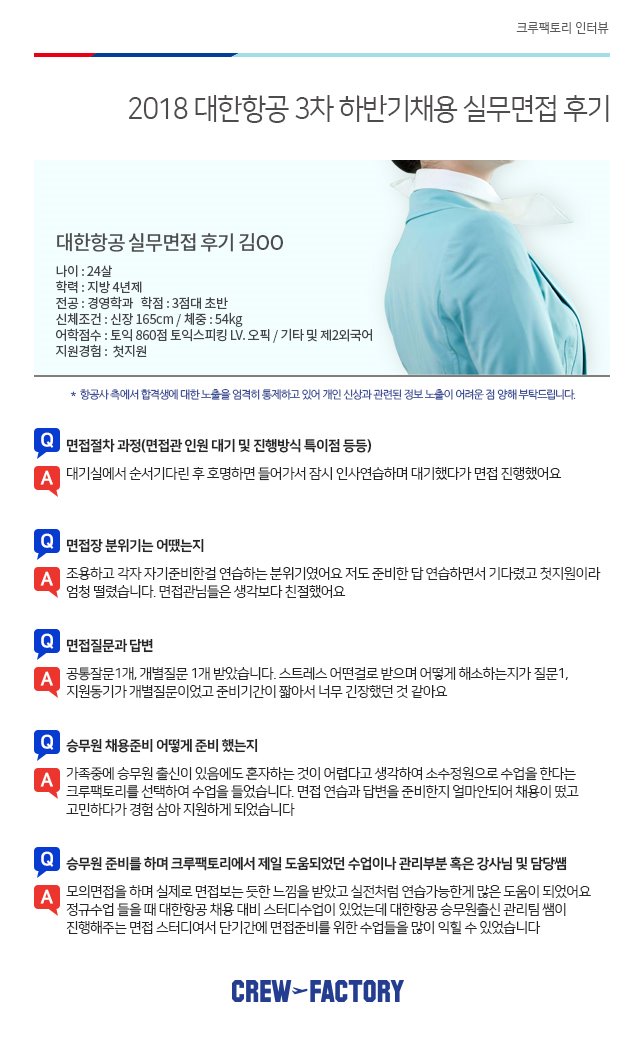 크루팩토리 인터뷰
2018 대한항공 3차 하반기채용 실무면접 후기
대한항공 실무면접 후기 김OO
나이 : 24살
학력 : 지방 4년제
전공 : 경영학과 학점 : 3점대 초반
신체조건 : 신장 165cm / 체중 : 54kg
어학점수 : 토익 860점 토익스피킹 LV. 오픽 / 기타 및 제2외국어
지원경험 : 첫지원
* 항공사 측에서 합격생에 대한 노출을 엄격히 통제하고 있어 개인 신상과 관련된 정보 노출이 어려운 점 양해 부탁드립니다.
Q 면접절차 과정(면접관 인원 대기 및 진행방식 특이점 등등)
A 대기실에서 순서기다린 후 호명하면 들어가서 잠시 인사연습하며 대기했다가 면접 진행했어요
Q 면접장 분위기는 어땠는지
A 조용하고 각자 자기준비한걸 연습하는 분위기였어요 저도 준비한 답 연습하면서 기다렸고 첫지원이라
엄청 떨렸습니다. 면접관님들은 생각보다 친절했어요
Q 면접질문과 답변
A 공통잘문1개, 개별질문 1개 받았습니다. 스트레스 어떤걸로 받으며 어떻게 해소하는지가 질문1,
지원동기가 개별질문이었고 준비기간이 짧아서 너무 긴장했던 것 같아요
Q 승무원 채용준비 어떻게 준비 했는지
A 가족중에 승무원 출신이 있음에도 혼자하는 것이 어렵다고 생각하여 소수정원으로 수업을 한다는
크루팩토리를 선택하여 수업을 들었습니다. 면접 연습과 답변을 준비한지 얼마안되어 채용이 떴고
고민하다가 경험 삼아 지원하게 되었습니다
Q 승무원 준비를 하며 크루팩토리에서 제일 도움되었던 수업이나 관리부분 혹은 강사님 및 담당쌤
A 모의면접을 하며 실제로 면접보는 듯한 느낌을 받았고 실전처럼 연습가능한게 많은 도움이 되었어요
정규수업 들을 때 대한항공 채용 대비 스터디수업이 있었는데 대한항공 승무원출신 관리팀 쌤이
진행해주는 면접 스터디여서 단기간에 면접준비를 위한 수업들을 많이 익힐 수 있었습니다
CREW FACTORY